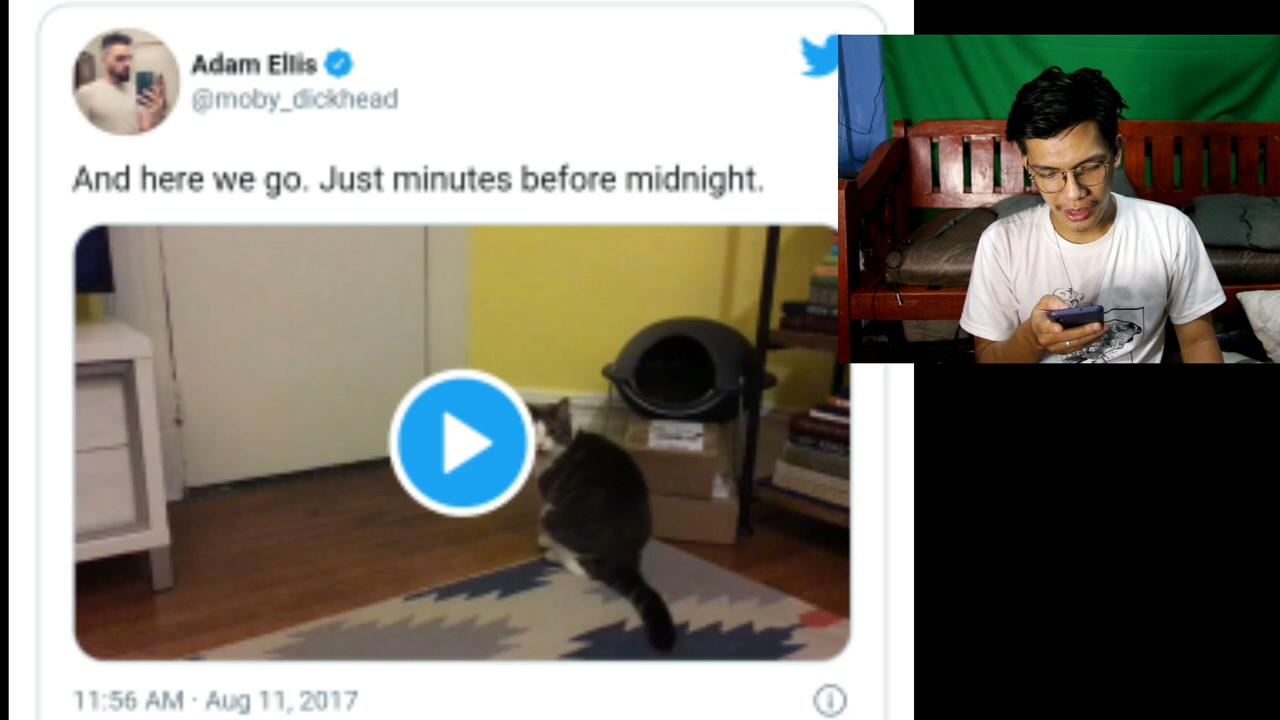 Adam Ellis
@moby_dickhead
And here we go. Just minutes before midnight.
11:56 AM · Aug 11, 2017